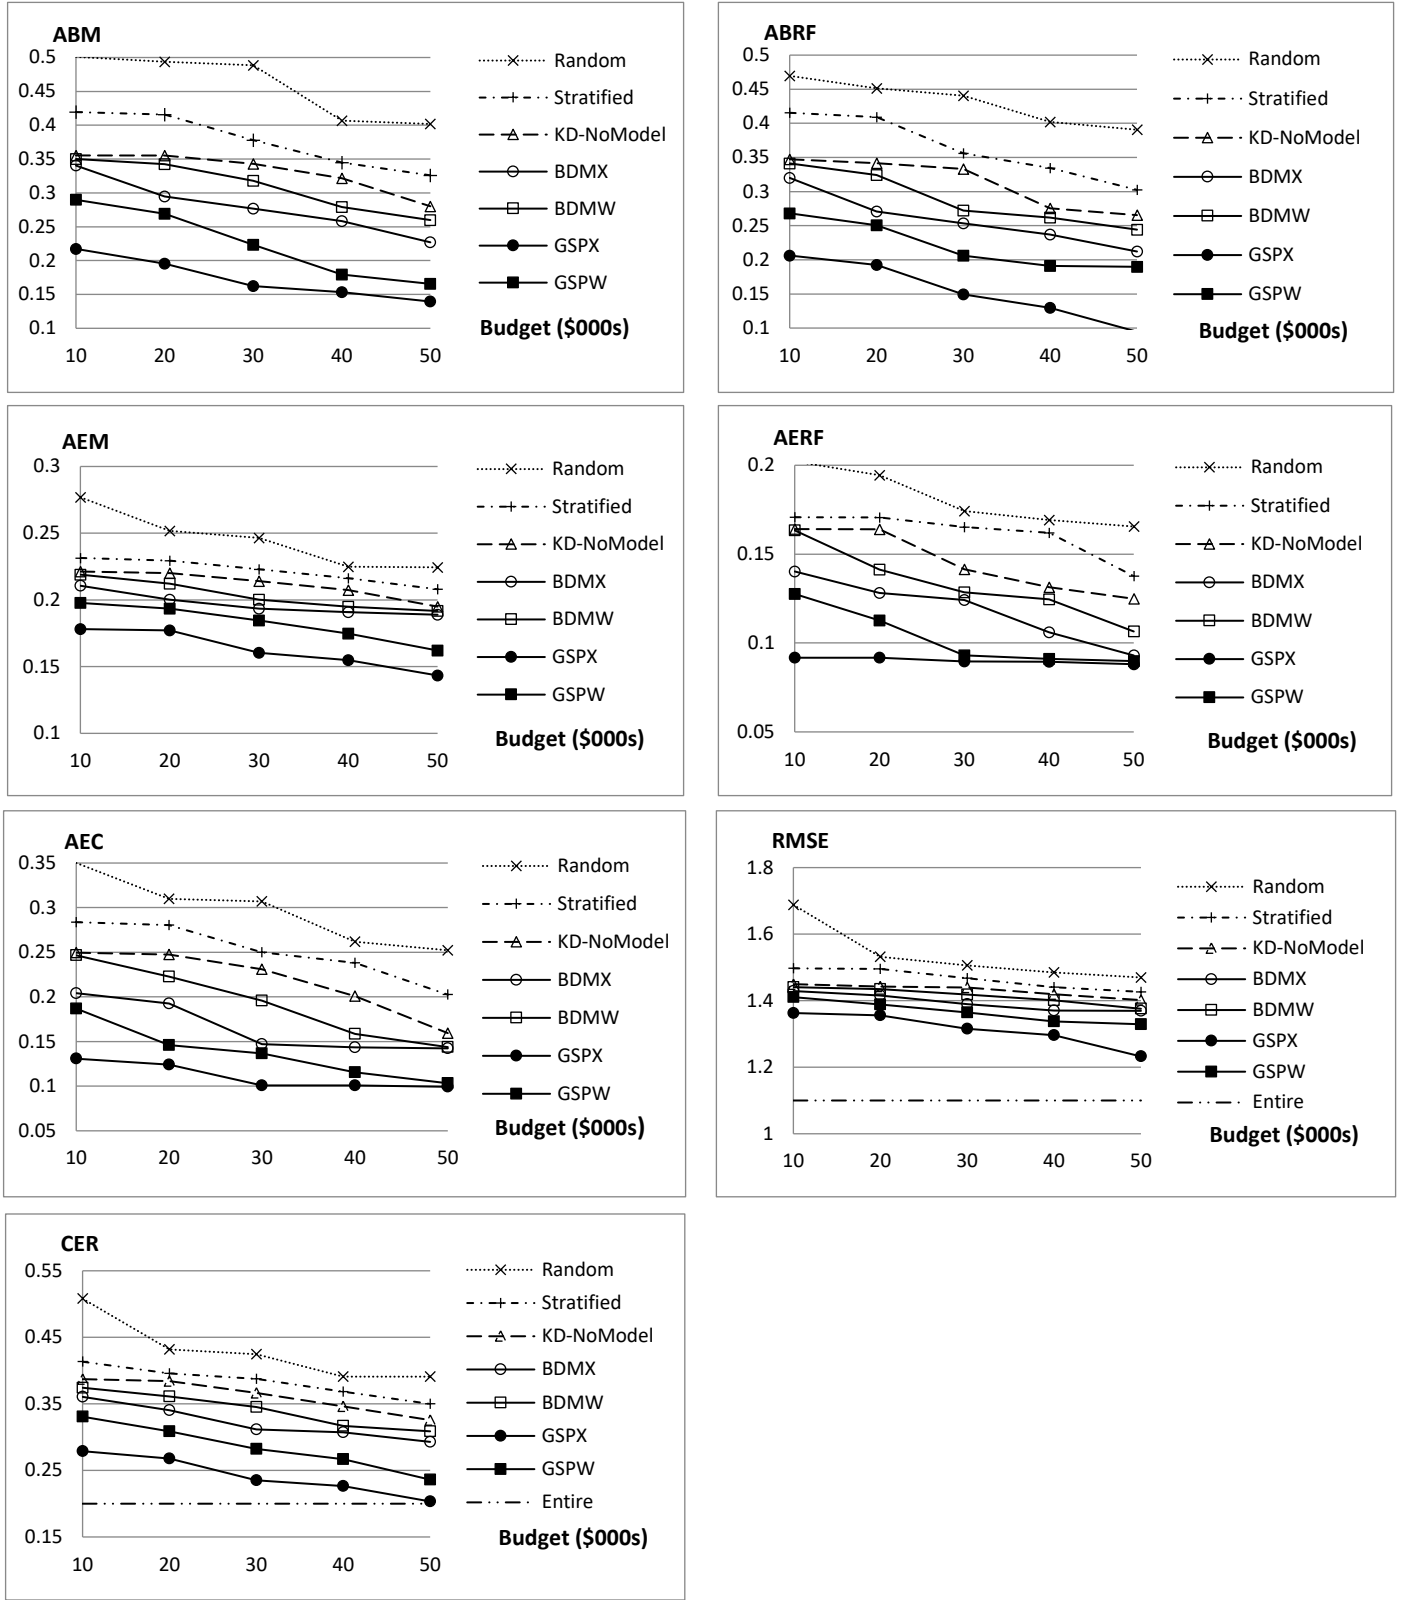 ABM
0.5
0.45
0.4
0.35
0.3
0.25
0.2
0.15
0.1
10 20 30 40 50
Random
Stratified
KD-NoModel
BDMX
BDMW
GSPX
GSPW
Budget ($000s)
ABRF
0.5
0.45
0.4
0.35
0.3
0.25
0.2
0.15
0.1
10 20 30 40 50
Random
Stratified
KD-NoModel
BDMX
BDMW
GSPX
GSPW
Budget ($000s)
AEM
0.3
0.25
0.2
0.15
0.1
10 20 30 40 50
Random
Stratified
KD-NoModel
BDMX
BDMW
GSPX
GSPW
Budget ($000s)
AERF
0.2
0.15
0.1
0.05
10 20 30 40 50
Random
Stratified
KD-NoModel
BDMX
BDMW
GSPX
GSPW
Budget ($000s)
AEC
0.35
0.3
0.25
0.2
0.15
0.1
0.05
10 20 30 40 50
Random
Stratified
KD-NoModel
BDMX
BDMW
GSPX
GSPW
Budget ($000s)
RMSE
1.8
1.6
1.4
1.2
1
10 20 30 40 50
Random
Stratified
KD-NoModel
BDMX
BDMW
GSPX
GSPW
Entire
Budget ($000s)
CER
0.55
0.45
0.35
0.25
0.15
10 20 30 40 50
Random
Stratified
KD-NoModel
BDMX
BDMW
GSPX
GSPW
Entire
Budget ($000s)